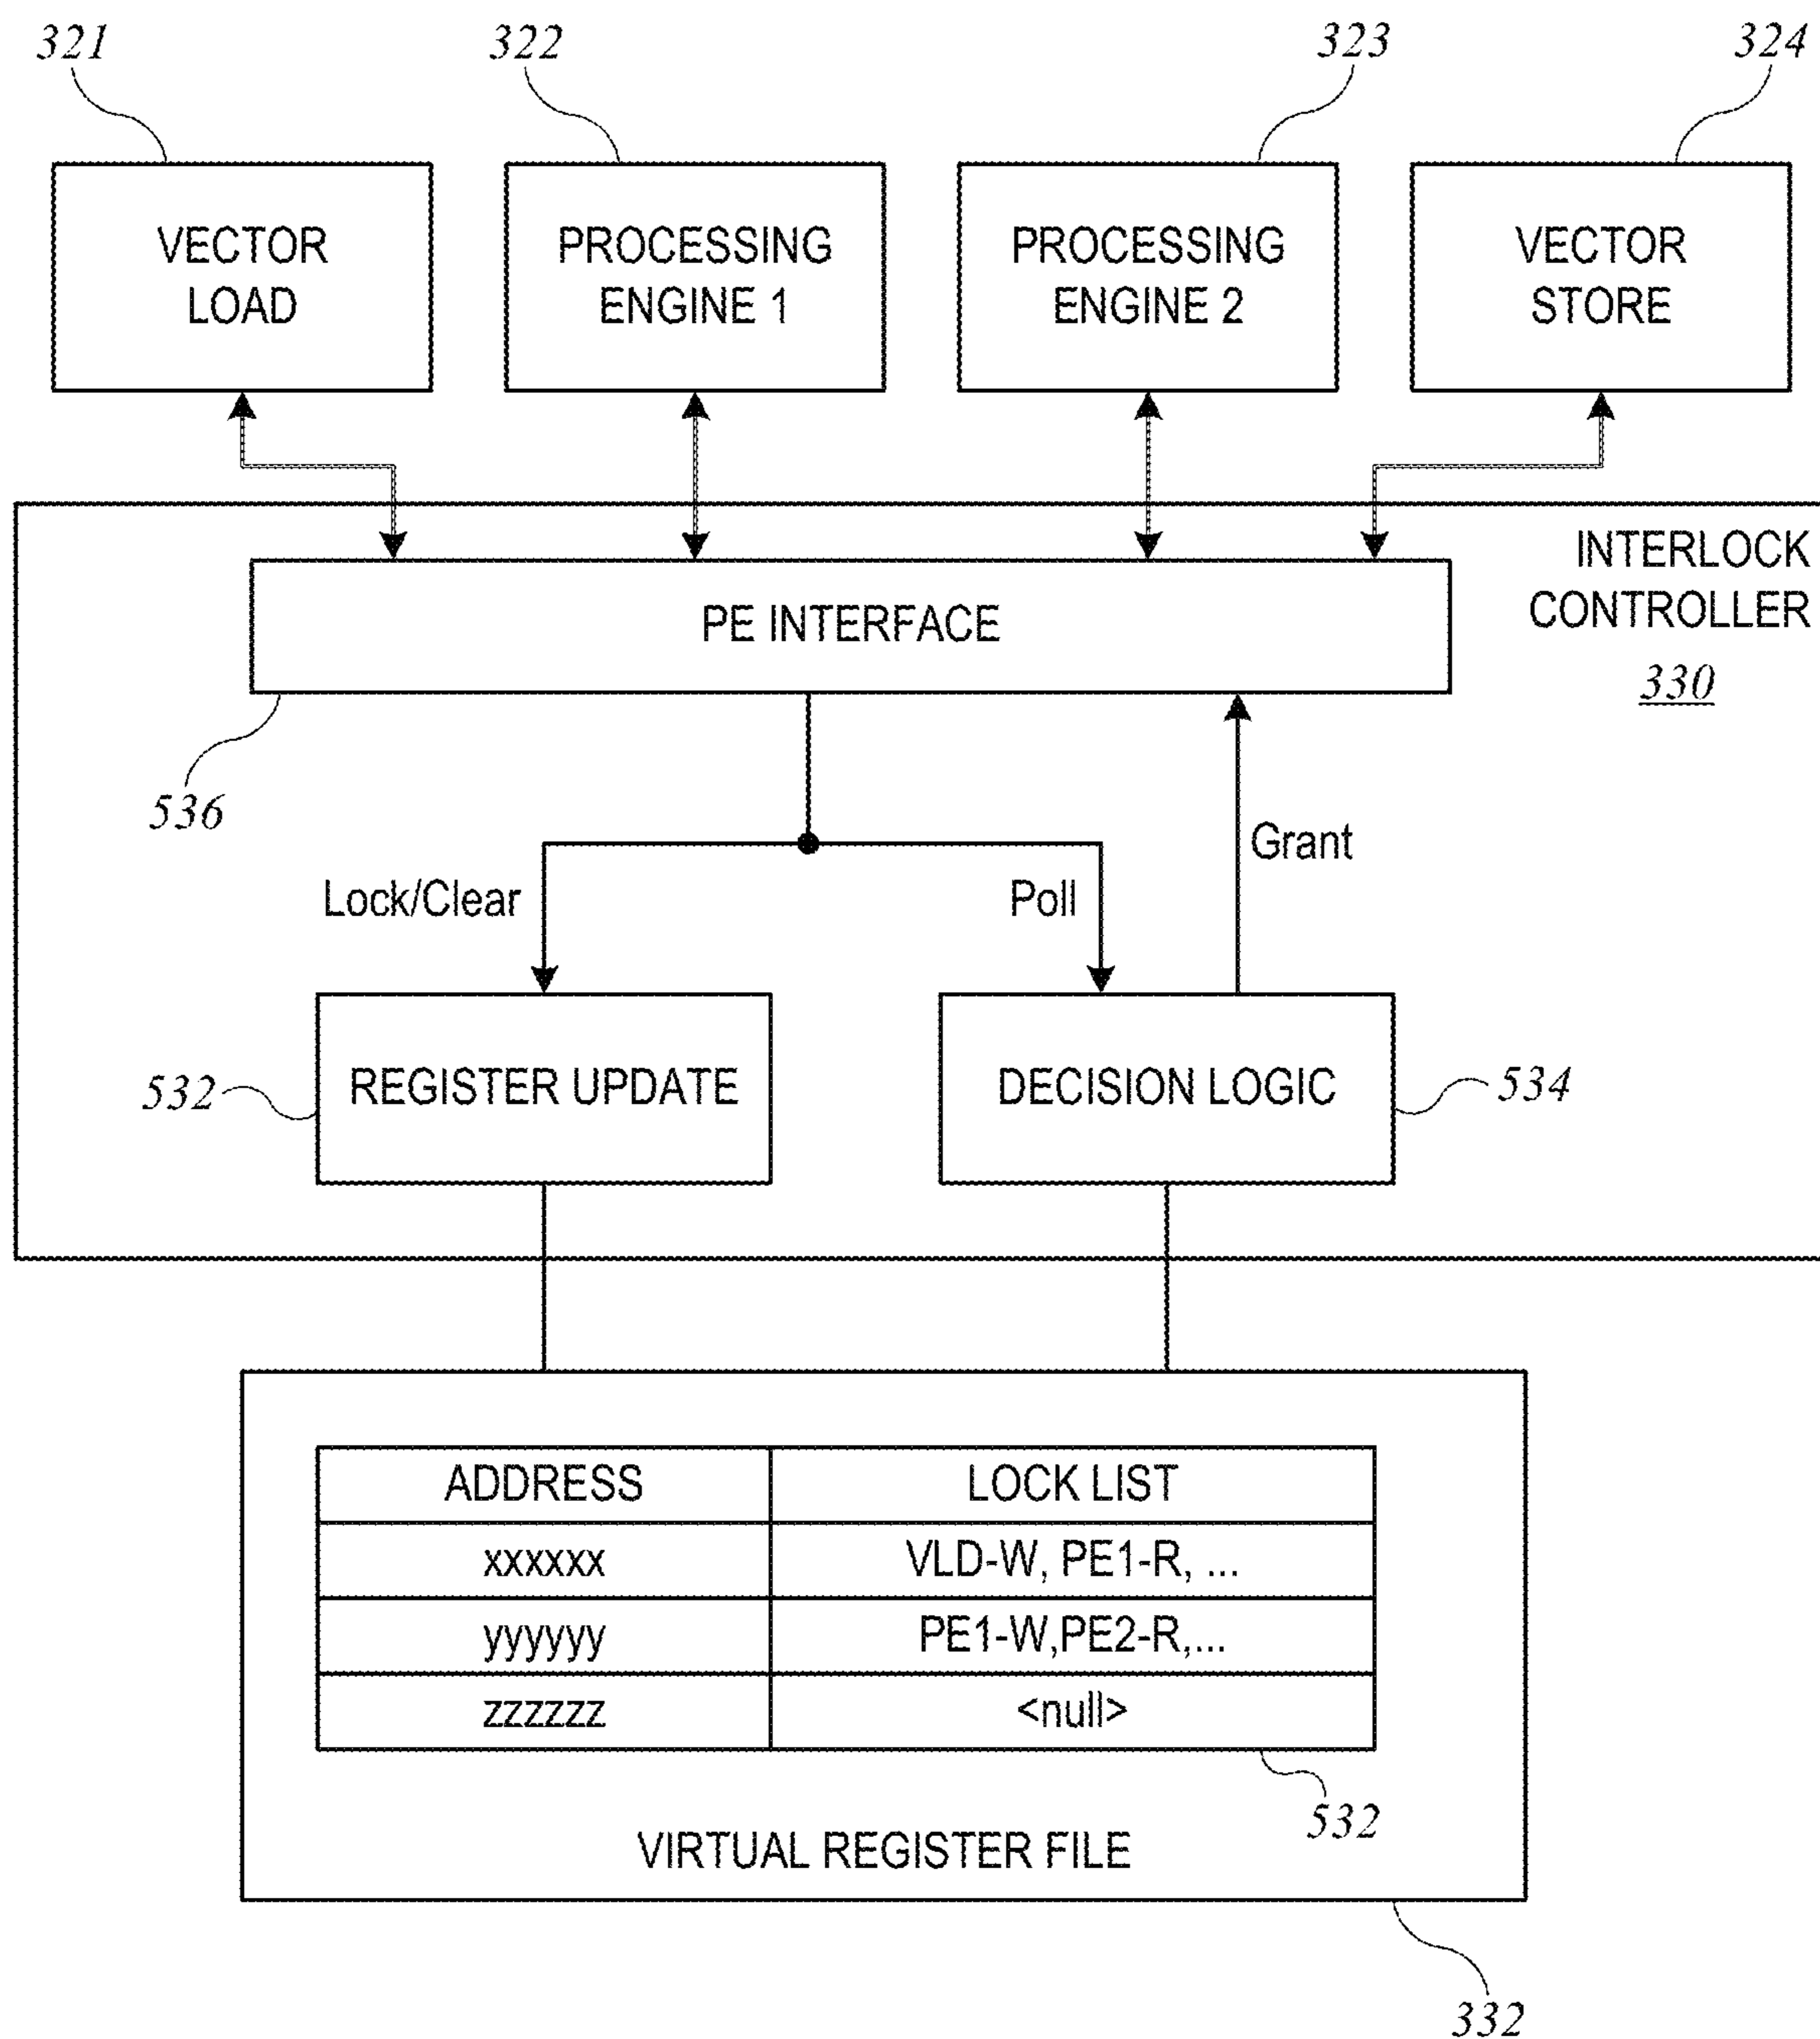 321
322
323
324
VECTOR
LOAD
PROCESSING
ENGINE 1
PROCESSING
ENGINE 2
VECTOR
STORE
INTERLOCK
CONTROLLER
330
PE INTERFACE
536
Grant
Lock/Clear
Poll
532
REGISTER UPDATE
DECISION LOGIC
534
ADDRESS
LOCK LIST
xxxxxx
VLD-W, PE1-R, ...
yyyyyy
PE1-W,PE2-R,...
zzzzzz
<null>
532
VIRTUAL REGISTER FILE
332